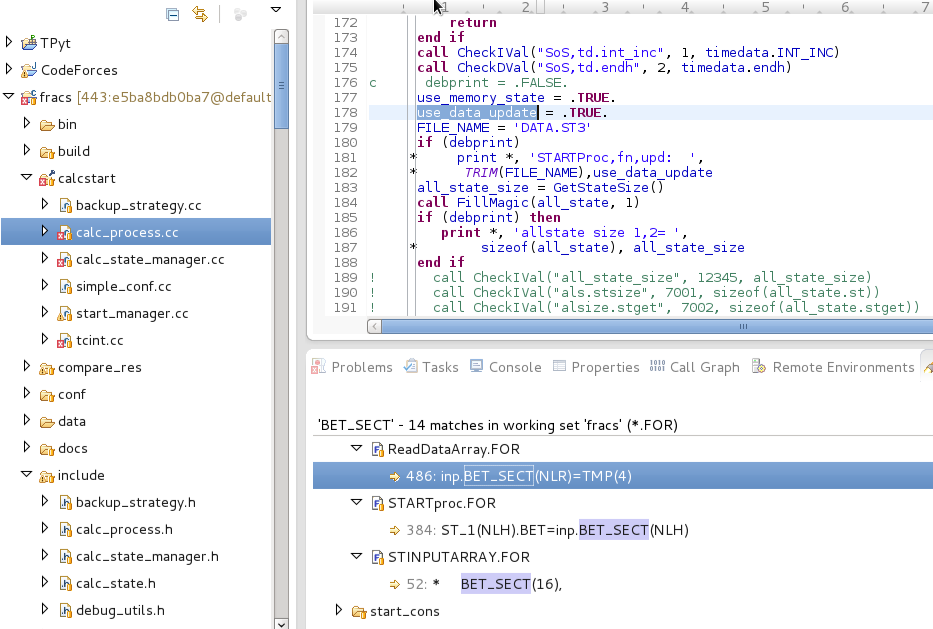 TPyt
CodeForces
fracs [443:e5ba8bdb0ba7@default
bin
build
calcstart
backup_strategy.cc
calc_process.cc
calc_state_manager.cc
simple_conf.cc
start_manager.cc
tcint.cc
compare_res
conf
data
docs
include
backup_strategy.h
calc_process.h
calc_state_manager.h
calc_state.h
debug_utils.h
1 2 3 4 5 6 7
172 return
173 end if
174 call CheckIVal("SoS,td.int_inc", 1, timedata.INT_INC)
175 call CheckDVal("SoS,td.endh", 2, timedata.endh)
176 c debprint = .FALSE.
177 use_memory_state = .TRUE.
178 use_data_update = .TRUE.
179 FILE_NAME = 'DATA.ST3'
180 if (debprint)
181 * print *, 'STARTProc,fn,upd: ',
182 * TRIM(FILE_NAME),use_data_update
183 all_state_size = GetStateSize()
184 call FillMagic(all_state, 1)
185 if (debprint) then
186 print *, 'allstate size 1,2= ',
187 * sizeof(all_state), all_state_size
188 end if
189 ! call CheckIVal("all_state_size", 12345, all_state_size)
190 ! call CheckIVal("als.stsize", 7001, sizeof(all_state.st))
191 ! call CheckIVal("alsize.stget", 7002, sizeof(all_state.stget))
Problems Tasks Console Properties Call Graph Remote Environments
'BET_SECT' - 14 matches in working set 'fracs' (*.FOR)
ReadDataArray.FOR
486: inp.BET_SECT(NLR)=TMP(4)
STARTproc.FOR
384: ST_1(NLH).BET=inp.BET_SECT(NLH)
STINPUTARRAY.FOR
52: * BET_SECT(16),
start_cons